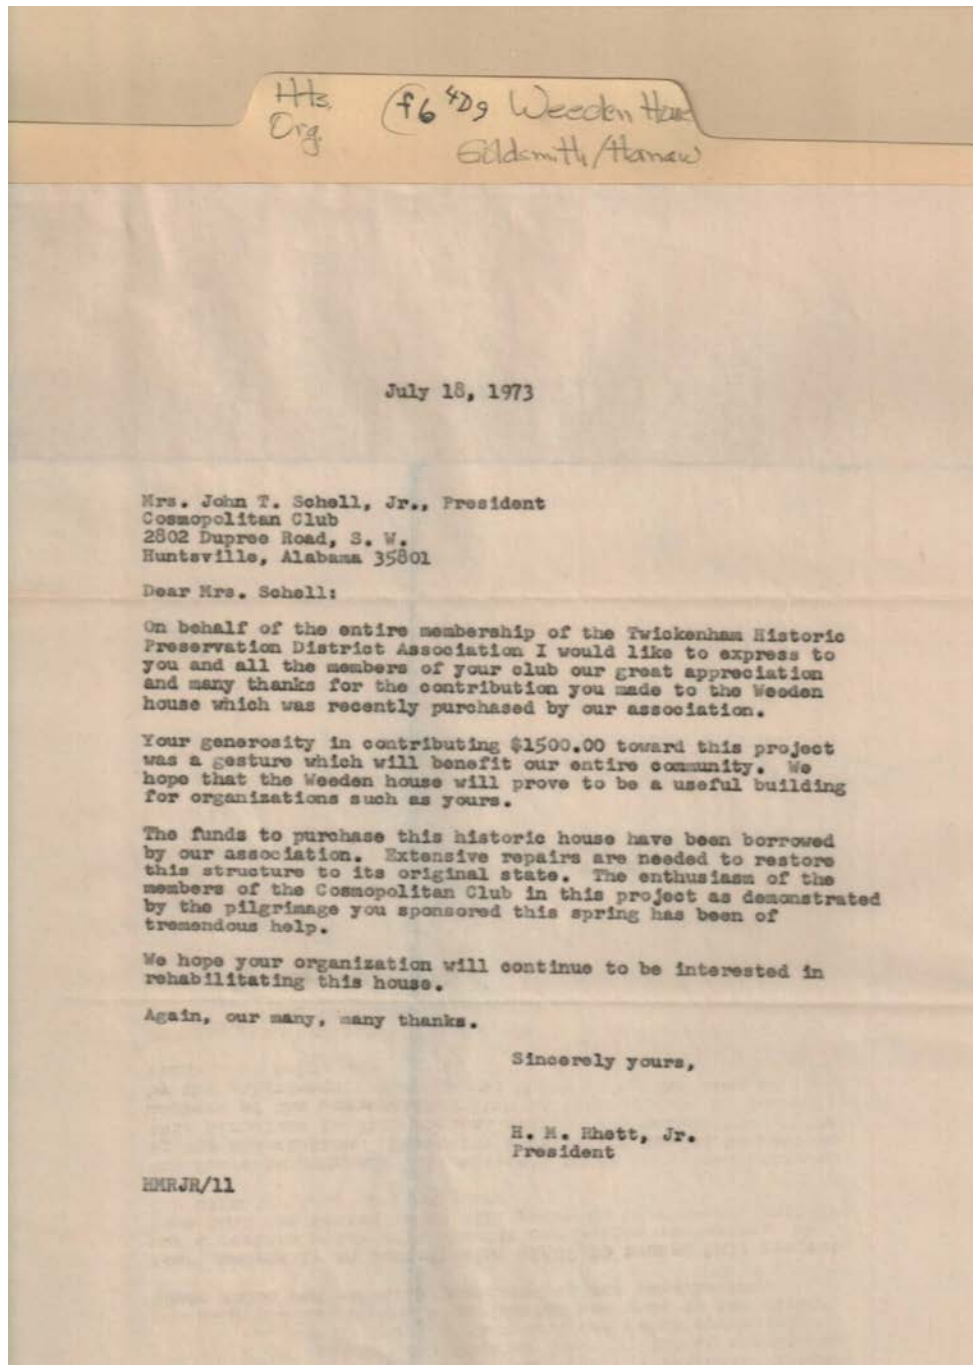 Hts.
Org.
f6 4D9 Weeden
Goldsmith/Harnaw
July 18, 1973
Mrs. John T. Schell, Jr., President
Cosmopolitan Club
2802 Dupree Road, S. W.
Huntsville, Alabama 35801
Dear Mrs. Schell:
On behalf of the entire membership of the Twickenham Historic
Preservation District Association I would like to express to
you and all the members of your club our great appreciation
and many thanks for the contribution you made to the Weeden
house which was recently purchased by our association.
Your generosity in contributing $1500.00 toward this project
was a gesture which will benefit our entire community. We
hope that the Weeden house will prove to be a useful building
for organizations such as yours.
The funds to purchase this historic house have been borrowed
by our association. Extensive repairs are needed to restore
this structure to its original state. The enthusiasm of the
members of the Cosmopolitan Club in this project as demonstrated
by the pilgrimage you sponsored this spring has been of
tremendous help.
We hope your organization will continue to be interested in
rehabilitating this house.
Again, our many, many thanks.
Sincerely yours,
H. M. Rhett, Jr.
President
HMRJR/11